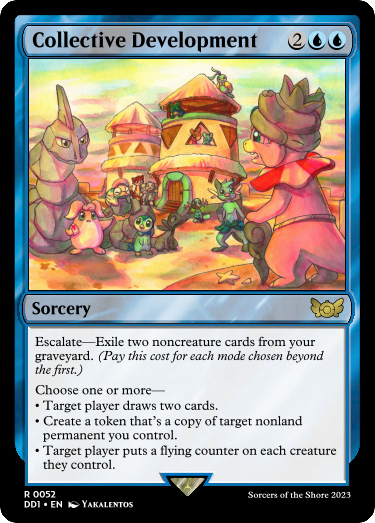 Collective Development 2
Sorcery
Escalate—Exile two noncreature cards from your
graveyard. (Pay this cost for each mode chosen beyond
the first.)
Choose one or more—
• Target player draws two cards.
• Create a token that's a copy of target nonland
permanent you control.
• Target player puts a flying counter on each creature
they control.
R 0052
DD1 • EN Yakalentos
Sorcers of the Shore 2023